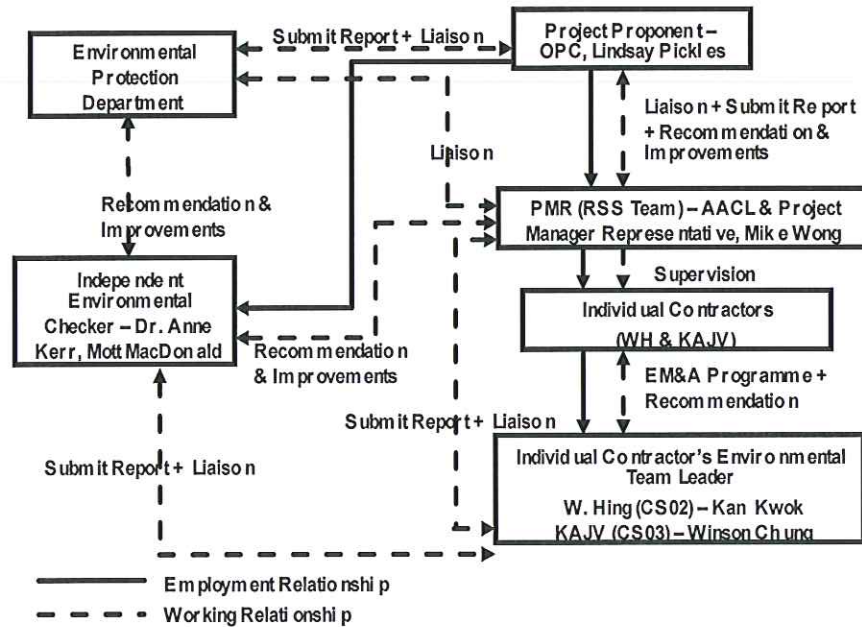 Environmental
Protection
Department
Submit Report + Liaison
Project Proponent –
OPC, Lindsay Pickles
Liaison + Submit Report
+ Recommendation &
Improvements
Liaison
Recommendation &
Improvements
PMR (RSS Team) – AACL & Project
Manager Representative, Mike Wong
Supervision
Independent
Environmental
Checker – Dr. Anne
Kerr, Mott MacDonald
Individual Contractors
(WH & KAJV)
Recommendation
& Improvements
EM&A Programme +
Recommendation
Submit Report + Liaison
Submit Report + Liaison
Individual Contractor's Environmental
Team Leader
W. Hing (CS02) – Kan Kwok
KAJV (CS03) – Winson Chung
Employment Relationship
Working Relationship